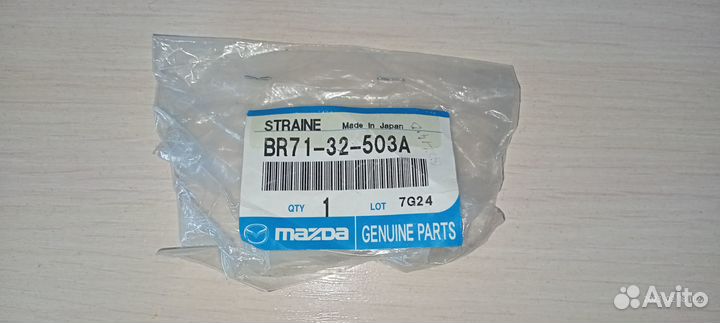 STRAINE Made In Japan
BR71-32-503A
QTY 1 LOT 7G24
mazda GENUINE PARTS
Avito